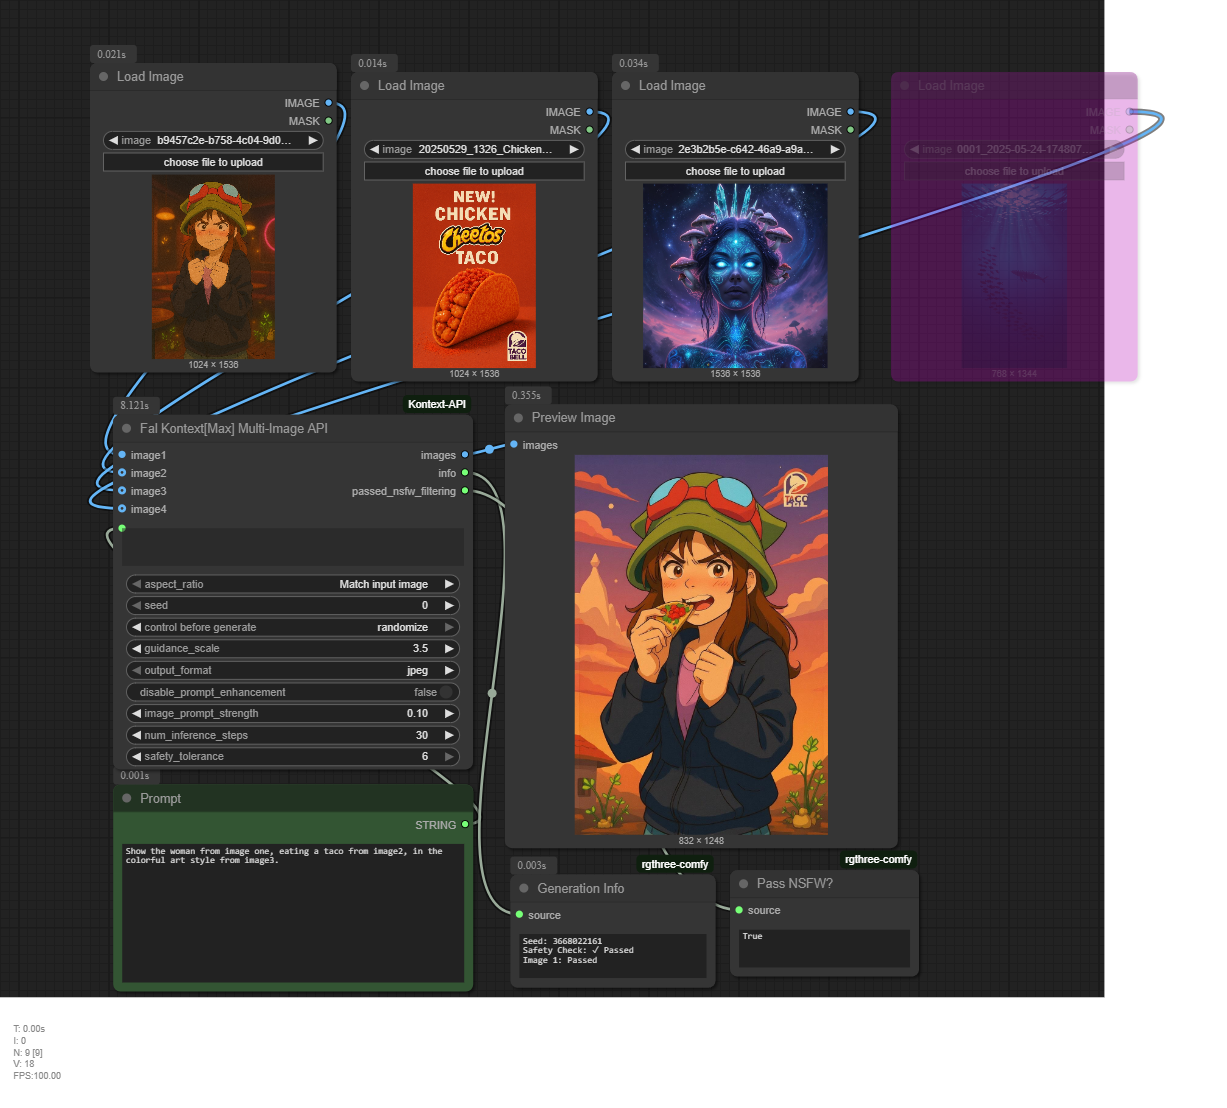 0.021s
Load Image
IMAGE
MASK
image b9457c2e-b758-4c04-9d0...
choose file to upload
1024 × 1536
0.014s
Load Image
IMAGE
MASK
image 20250529_1326_Chicken...
choose file to upload
NEW!
CHICKEN
Cheetos
TACO
TACO
BELL
1024 × 1536
0.034s
Load Image
IMAGE
MASK
image 2e3b2b5e-c642-46a9-a9a...
choose file to upload
1536 × 1536
Load Image
IMAGE
MASK
image 0001_2025-05-24-174807...
choose file to upload
8.121s
Kontext-API
Fal Kontext[Max] Multi-Image API
image1
image2
image3
image4
images
info
passed_nsfw_filtering
aspect_ratio Match input image
seed 0
control before generate randomize
guidance_scale 3.5
output_format jpeg
disable_prompt_enhancement false
image_prompt_strength 0.10
num_inference_steps 30
safety_tolerance 6
0.355s
Preview Image
images
TACO
832 × 1248
0.001s
Prompt
STRING
Show the woman from image one, eating a taco from image2, in the
colorful art style from image3.
0.003s
rgthree-comfy
Generation Info
source
Seed: 3668022161
Safety Check: ✓ Passed
Image 1: Passed
rgthree-comfy
Pass NSFW?
source
True
T: 0.00s
I: 0
N: 9 [9]
V: 18
FPS:100.00